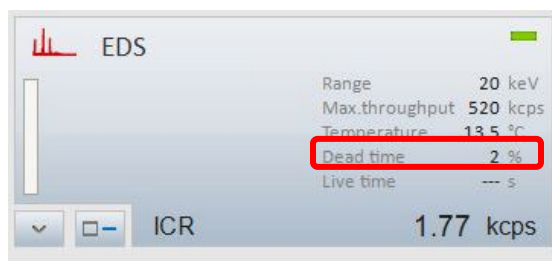 EDS
Range 20 keV
Max.throughput 520 kcps
Temperature 13.5 °C
Dead time 2 %
Live time --- s
ICR 1.77 kcps